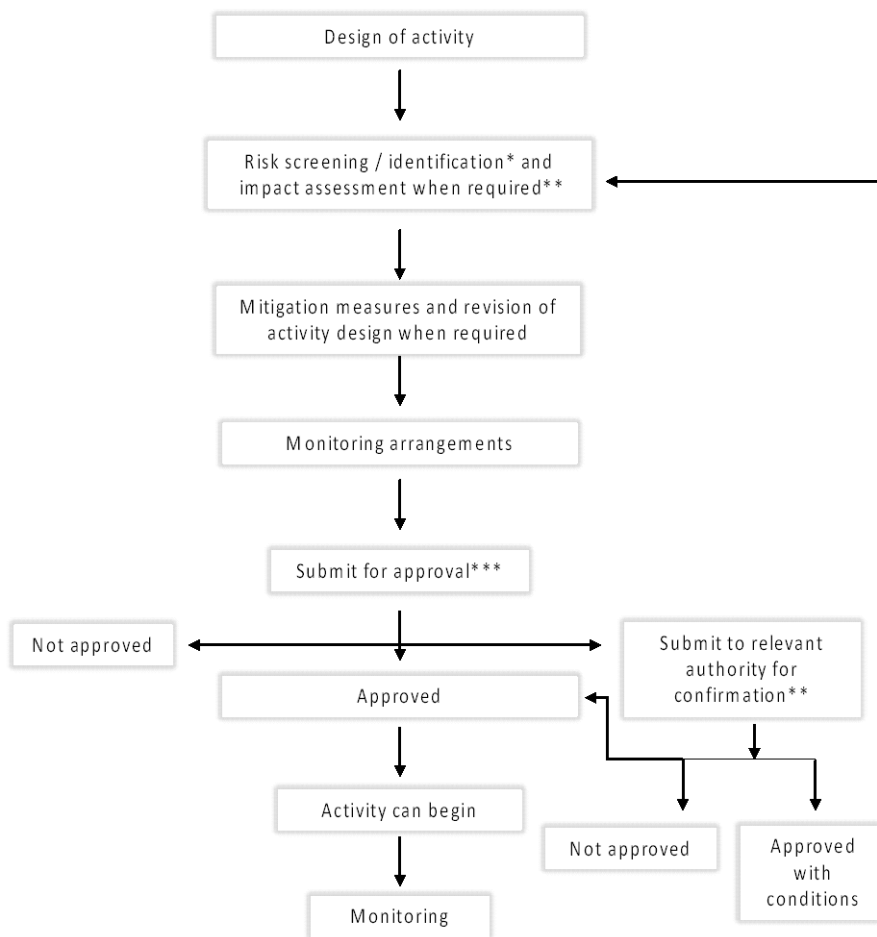 Design of activity
Risk screening / identification* and
impact assessment when required**
Mitigation measures and revision of
activity design when required
Monitoring arrangements
Submit for approval***
Not approved
Submit to relevant
authority for
confirmation**
Approved
Activity can begin
Not approved
Approved
with
conditions
Monitoring